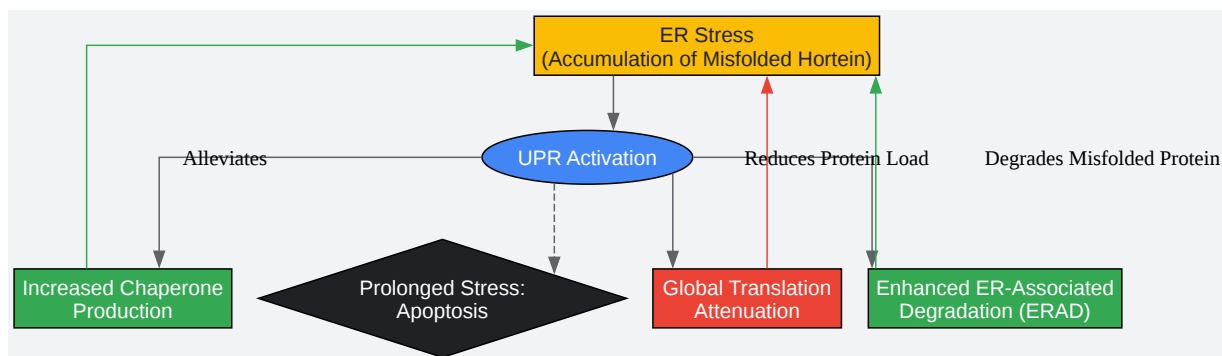 ER Stress
(Accumulation of Misfolded Hortein)
UPR Activation
Alleviates
Reduces Protein Load
Degrades Misfolded Protein
Increased Chaperone
Production
Prolonged Stress:
Apoptosis
Global Translation
Attenuation
Enhanced ER-Associated
Degradation (ERAD)